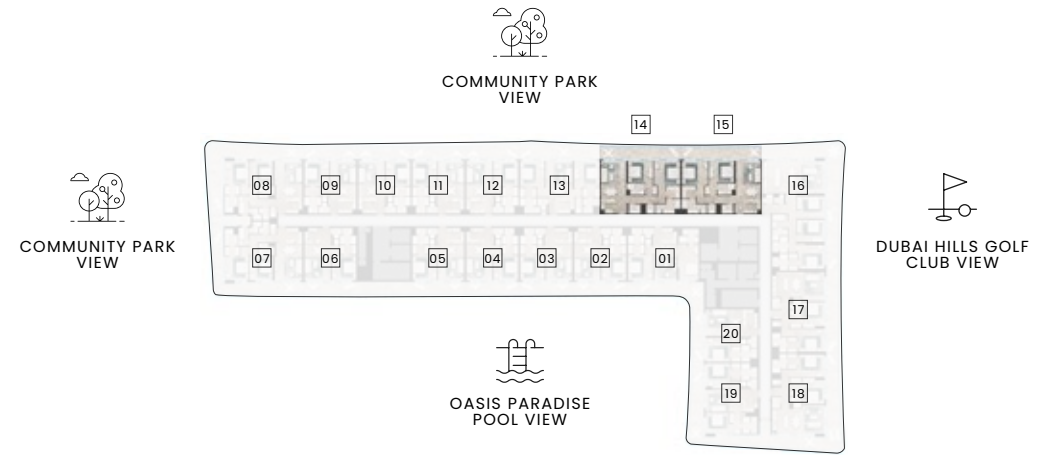 COMMUNITY PARK
VIEW
14
15
08
09
10
11
12
13
16
COMMUNITY PARK
VIEW
DUBAI HILLS GOLF
CLUB VIEW
07
06
05
04
03
02
01
17
20
19
18
OASIS PARADISE
POOL VIEW